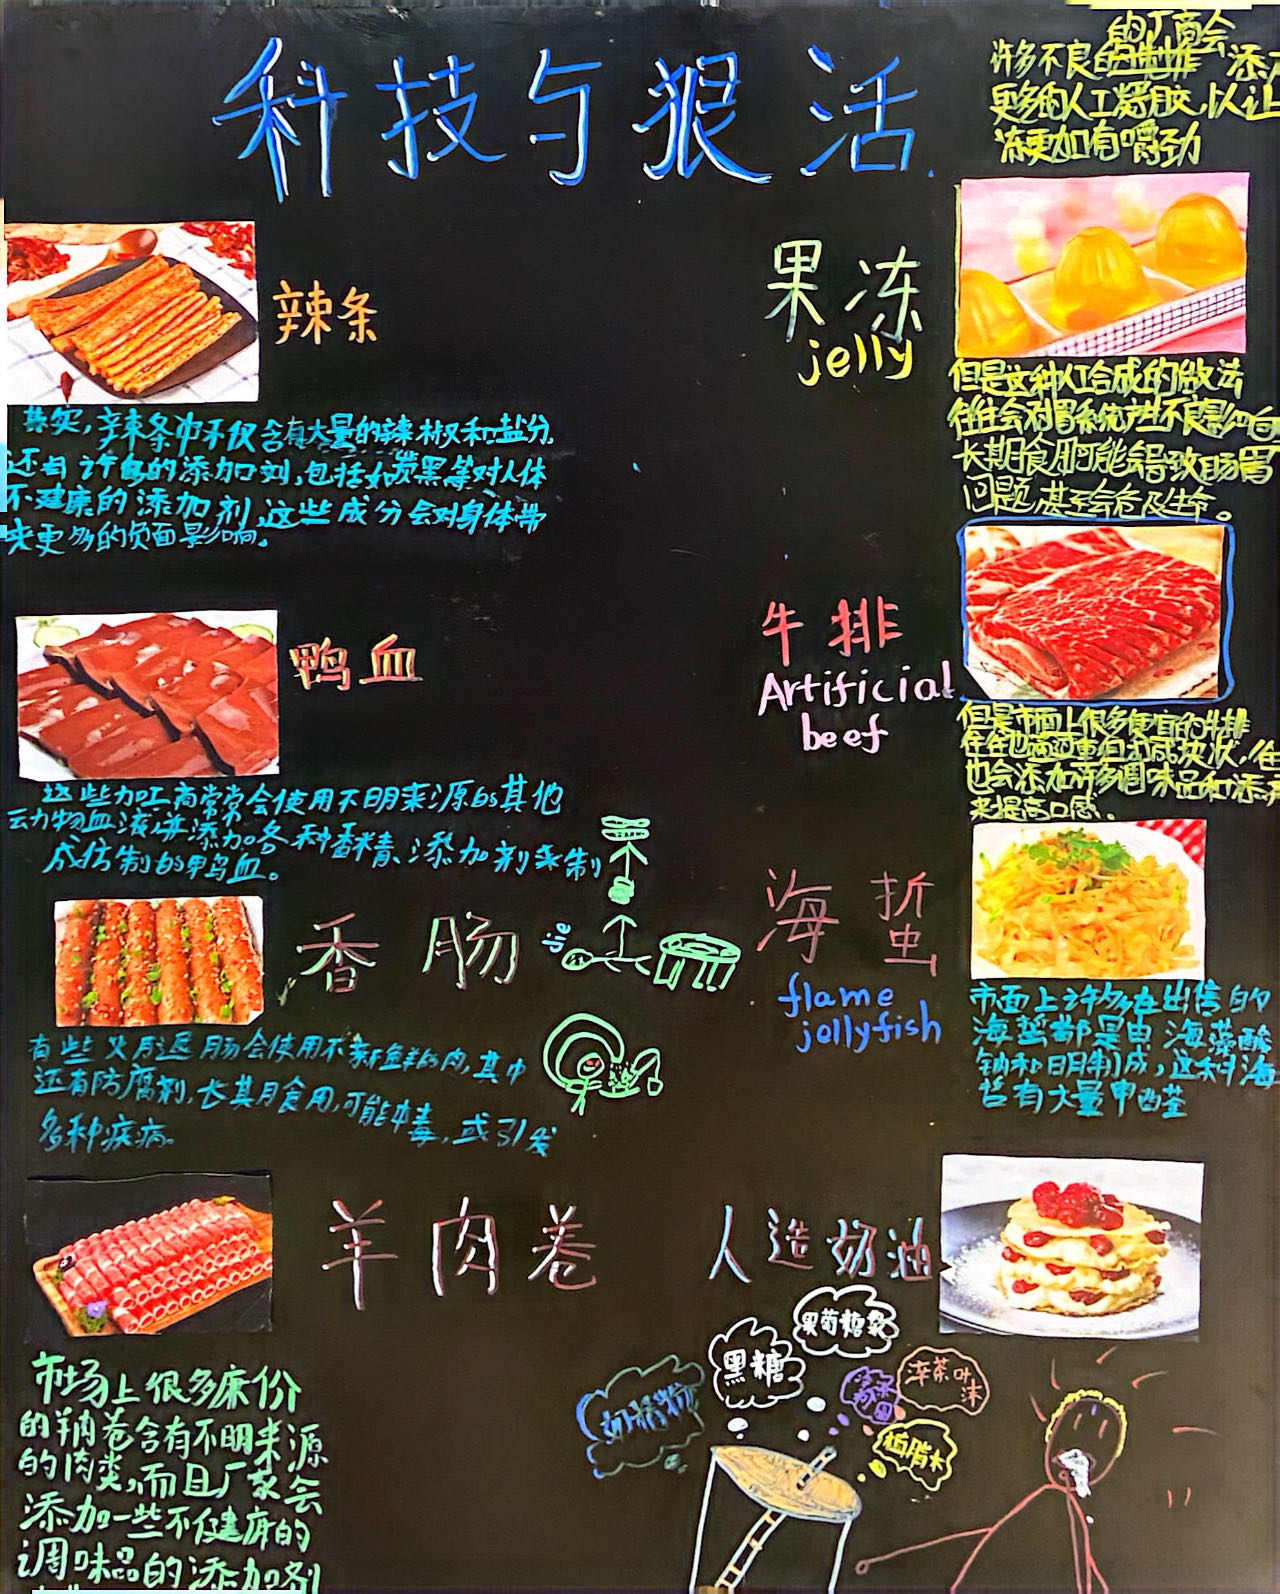 科技与狠活
的厂商会
许多不良的制作 添
更多的人工凝胶,以让
冻更加有嚼劲
辣条
其实,辣条中不仅含有大量的辣椒和盐分,
还有许多的添加剂,包括如炭黑等对人体
不健康的添加剂,这些成分会对身体带
来更多的负面影响。
果冻
jelly
但是这种人工合成的做法
往往会对胃系统产生不良影响
长期食用可能会导致肠胃
问题,甚至会危及生命。
鸭血
这些加工商常常会使用不明来源的其他
动物血液,并添加各种香精、添加剂来制
成仿制的鸭血。
牛排
Artificial
beef
但是市面上很多便宜的牛排
往往也通过重组为成块状,往
也会添加许多调味品和添
来提高口感.
香肠
jie
有些火腿肠会使用不新鲜的肉,其中
还有防腐剂,长期食用,可能中毒,或引发
多种疾病。
海蜇
flame
jellyfish
市面上许多在出售的
海蜇都是由海藻酸
钠和明矾制成,这种海
蜇有大量甲醛
羊肉卷
市场上很多廉价
的羊肉卷含有不明来源
的肉类,而且厂家会
添加一些不健康的
调味品的添加剂
人造奶油
果葡糖浆
黑糖
奶精粉
茶叶
植脂末